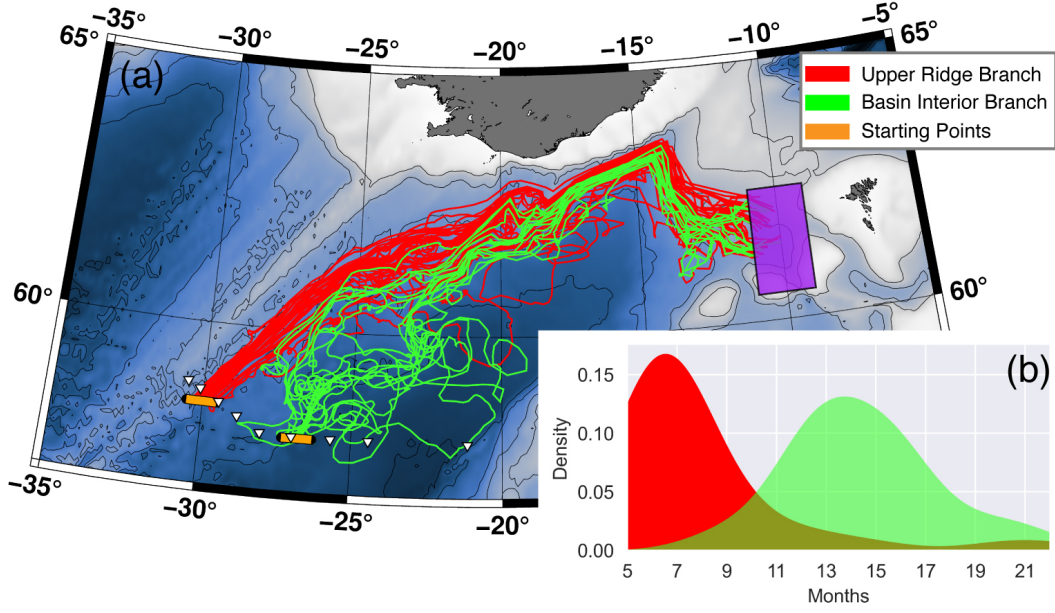 −35° −30° −25° −20° −15° −10° −5°
65° 65°
(a)
Upper Ridge Branch
Basin Interior Branch
Starting Points
60° 60°
−35° −30° −25° −20°
(b)
0.15
0.10
0.05
0.00
Density
5 7 9 11 13 15 17 19 21
Months